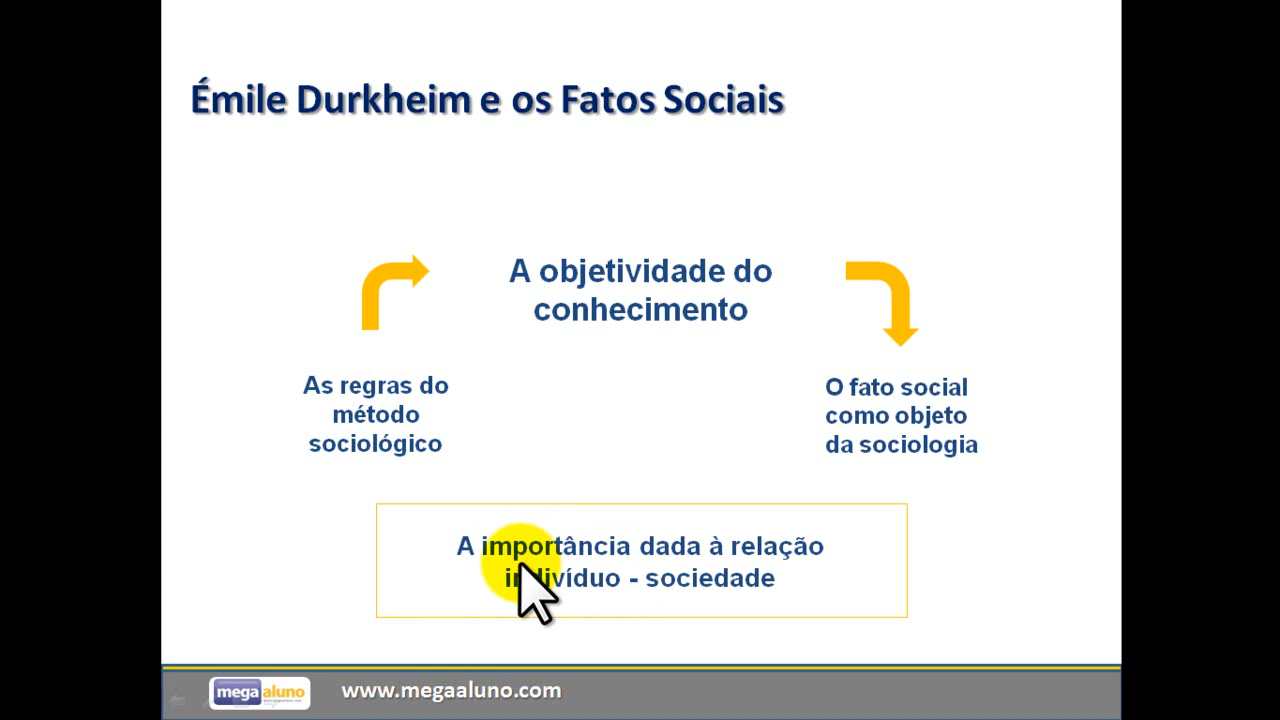 Émile Durkheim e os Fatos Sociais
A objetividade do
conhecimento
As regras do
método
sociológico
O fato social
como objeto
da sociologia
A importância dada à relação
indivíduo - sociedade
megaaluno
www.megaaluno.com